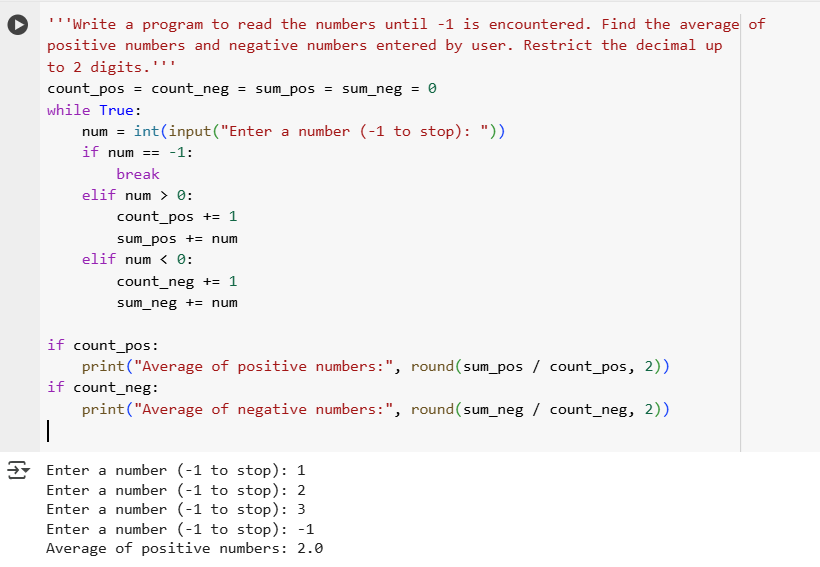 '''Write a program to read the numbers until -1 is encountered. Find the average of
positive numbers and negative numbers entered by user. Restrict the decimal up
to 2 digits.'''
count_pos = count_neg = sum_pos = sum_neg = 0
while True:
    num = int(input("Enter a number (-1 to stop): "))
    if num == -1:
        break
    elif num > 0:
        count_pos += 1
        sum_pos += num
    elif num < 0:
        count_neg += 1
        sum_neg += num

if count_pos:
    print("Average of positive numbers:", round(sum_pos / count_pos, 2))
if count_neg:
    print("Average of negative numbers:", round(sum_neg / count_neg, 2))
Enter a number (-1 to stop): 1
Enter a number (-1 to stop): 2
Enter a number (-1 to stop): 3
Enter a number (-1 to stop): -1
Average of positive numbers: 2.0